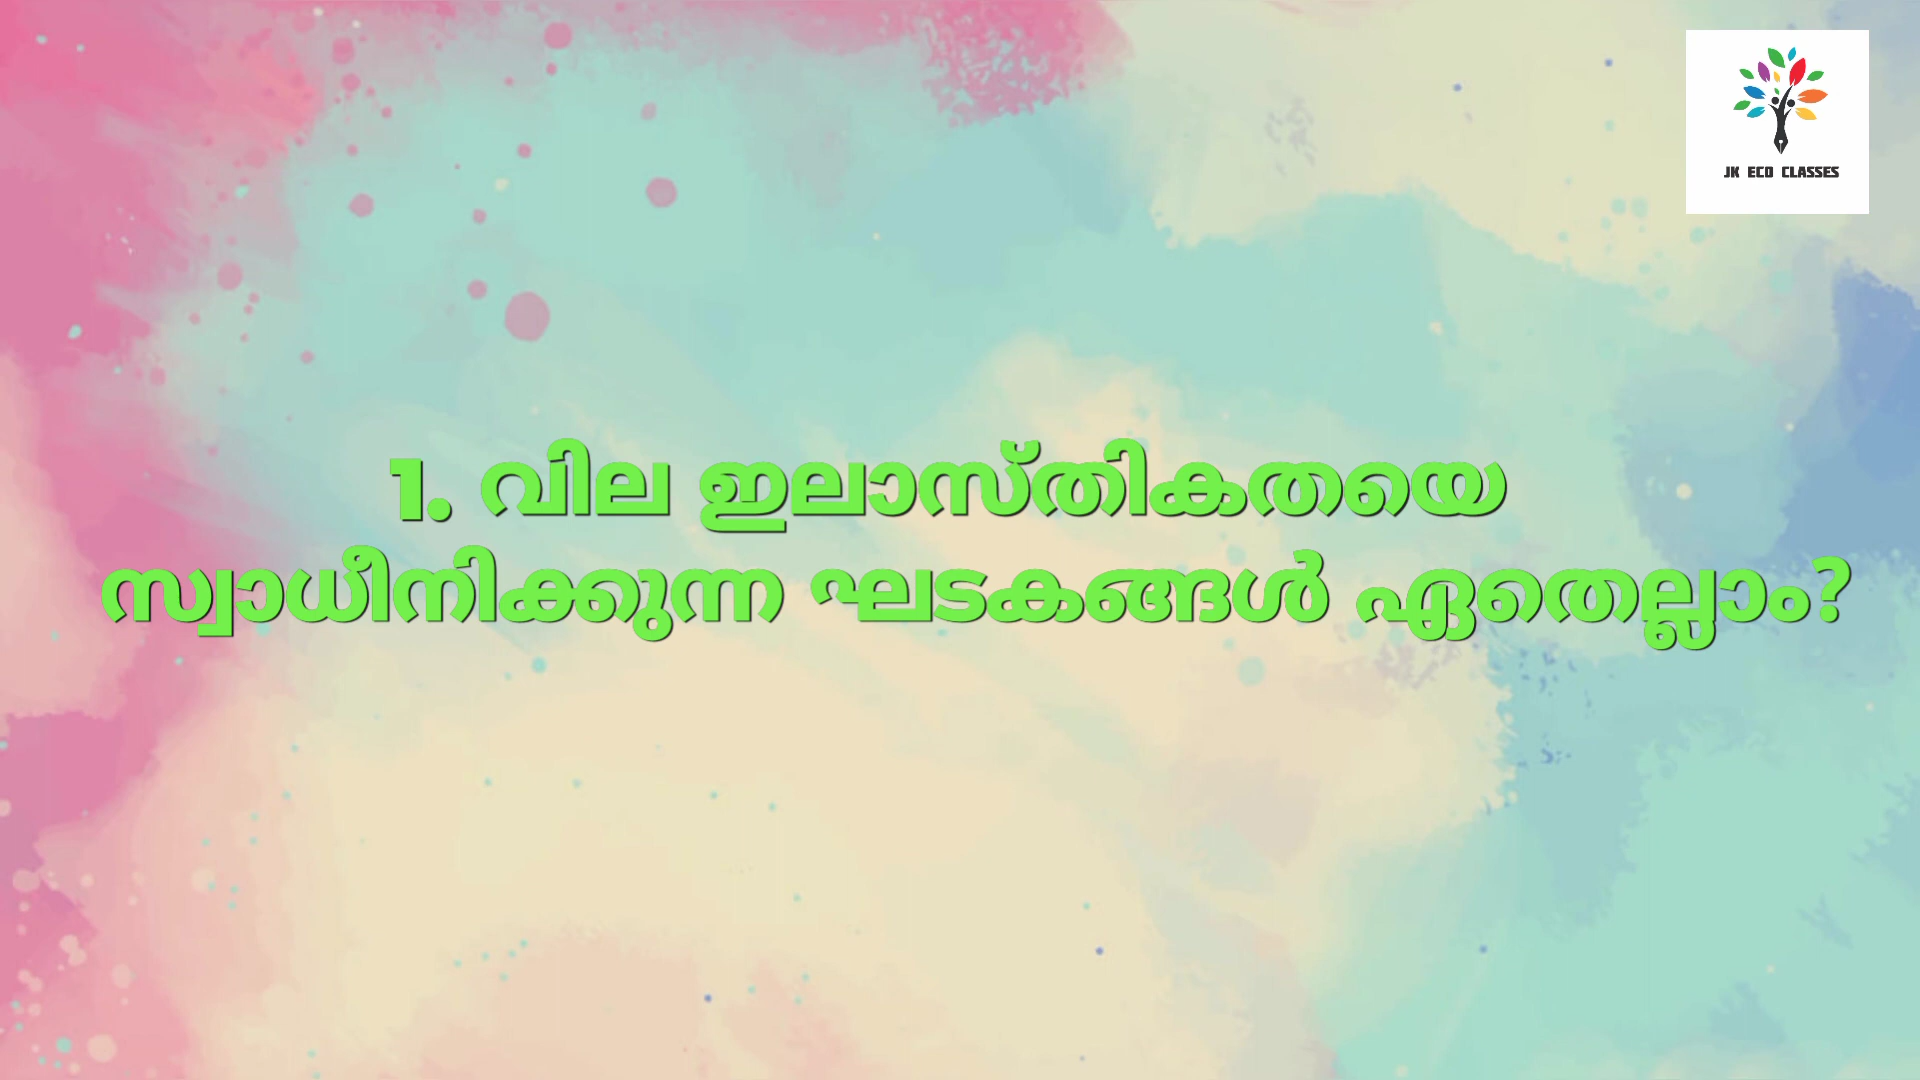 JK ECO CLASSES
1. വില ഇലാസ്തികതയെ
സ്വാധീനിക്കുന്ന ഘടകങ്ങൾ ഏതെല്ലാം?